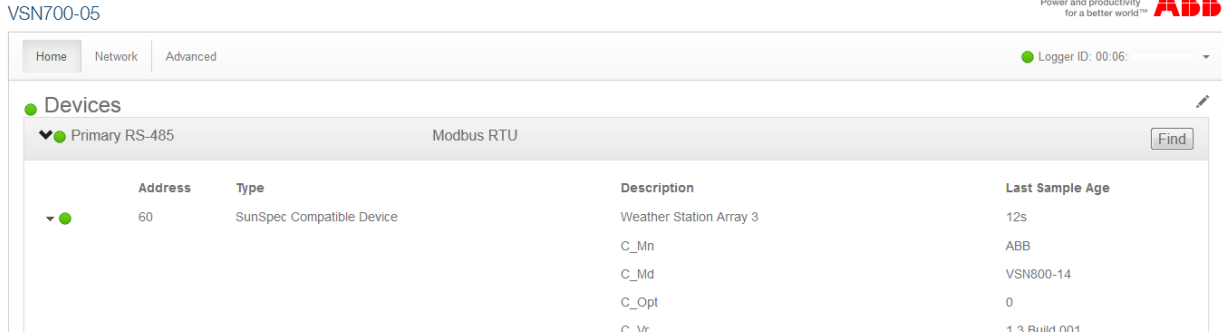 Power and productivity
for a better world™ ABB
VSN700-05
Home Network Advanced Logger ID: 00:06:
Devices
Primary RS-485 Modbus RTU Find
Address Type Description Last Sample Age
60 SunSpec Compatible Device Weather Station Array 3 12s
C_Mn ABB
C_Md VSN800-14
C_Opt 0
C_Vr 1.3 Build 001